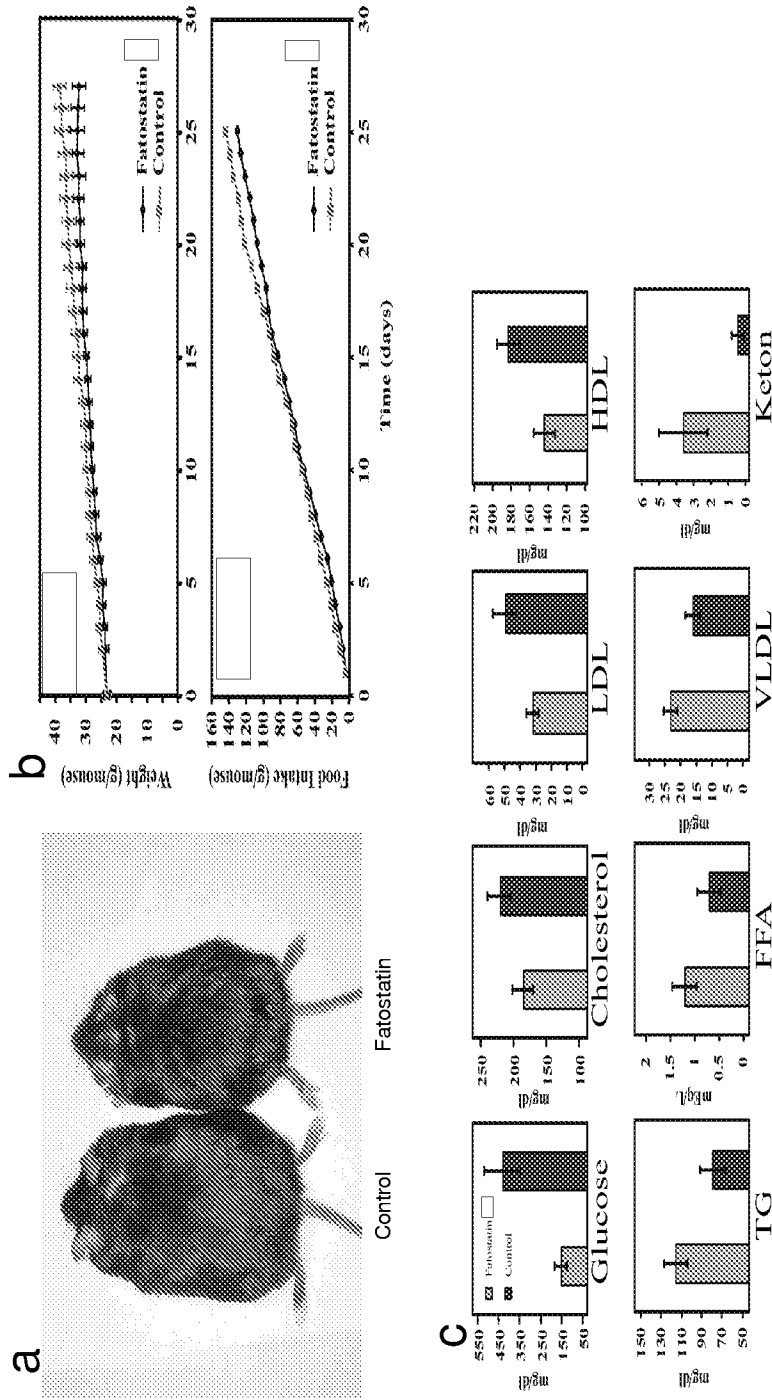 a
Control
Fatostatin
b
40
30
20
10
0
Weight (g/mouse)
0
5
10
15
20
25
30
Fatostatin
Control
160
140
120
100
80
60
40
20
0
Food Intake (g/mouse)
0
5
10
15
20
25
30
Fatostatin
Control
Time (days)
c
550
450
350
250
150
50
mg/dl
Fatostatin
Control
Glucose
250
200
150
100
mg/dl
Cholesterol
60
50
40
30
20
10
0
mg/dl
LDL
220
200
180
160
140
120
100
mg/dl
HDL
150
130
110
90
70
50
mg/dl
TG
2
1.5
1
0.5
0
mEq/L
FFA
30
25
20
15
10
5
0
mg/dl
VLDL
6
5
4
3
2
1
0
mg/dl
Keton